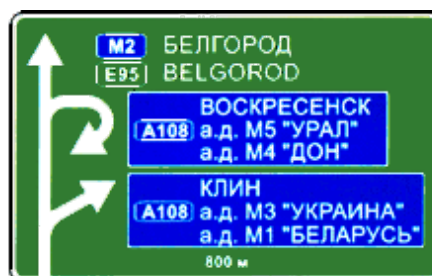 M2 БЕЛГОРОД
E95 BELGOROD
ВОСКРЕСЕНСК
A108 а.д. М5 "УРАЛ"
а.д. М4 "ДОН"
КЛИН
A108 а.д. М3 "УКРАИНА"
а.д. М1 "БЕЛАРУСЬ"
800 м